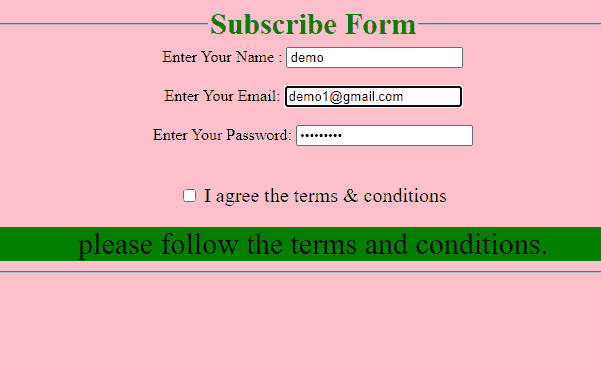 Subscribe Form
Enter Your Name : demo
Enter Your Email: demo1@gmail.com
Enter Your Password: •••••••••
I agree the terms & conditions
please follow the terms and conditions.